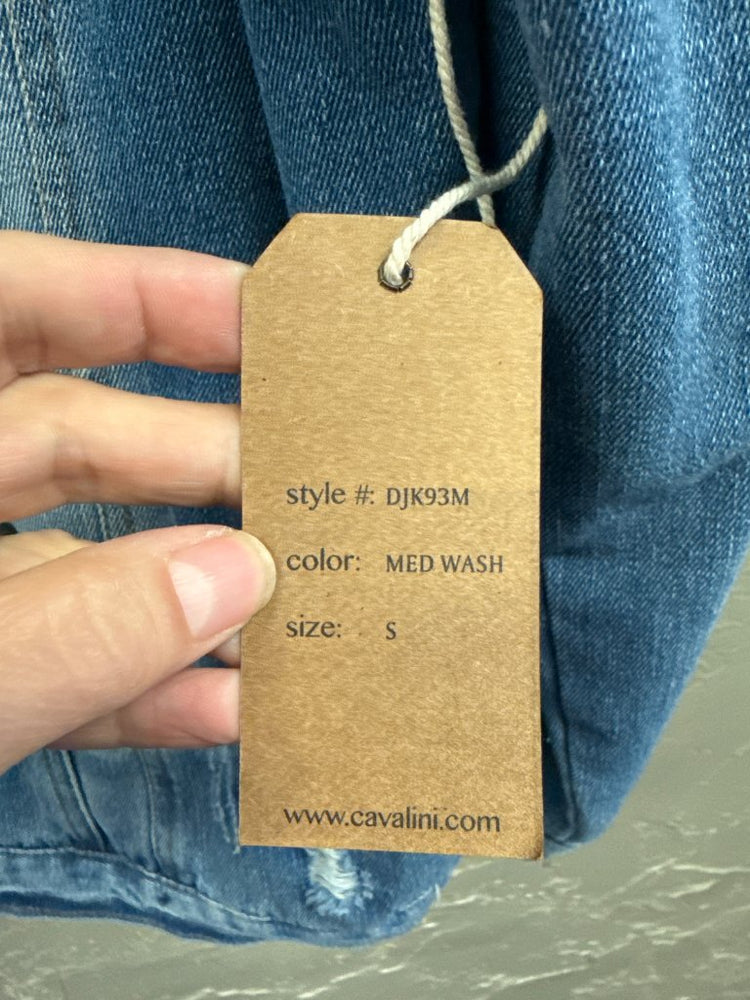 style #: DJK93M
color: MED WASH
size: S
www.cavalini.com